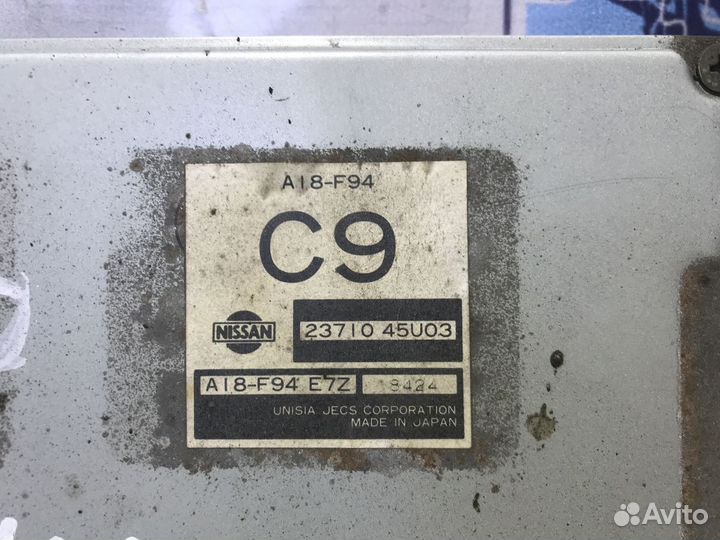 A18-F94
C9
NISSAN
23710 45U03
A18-F94 E7Z 8424
UNISIA JECS CORPORATION
MADE IN JAPAN
Avito